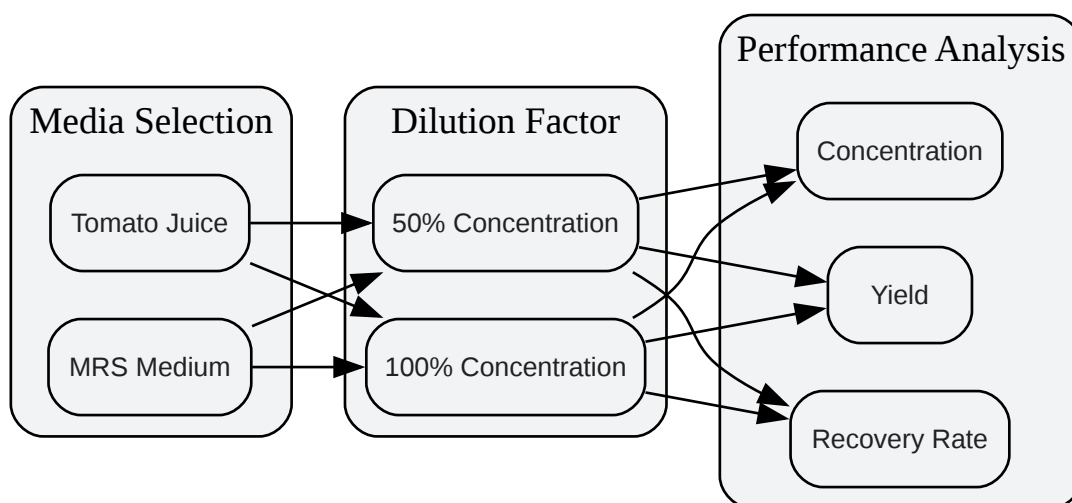 Media Selection
Tomato Juice
MRS Medium
Dilution Factor
50% Concentration
100% Concentration
Performance Analysis
Concentration
Yield
Recovery Rate